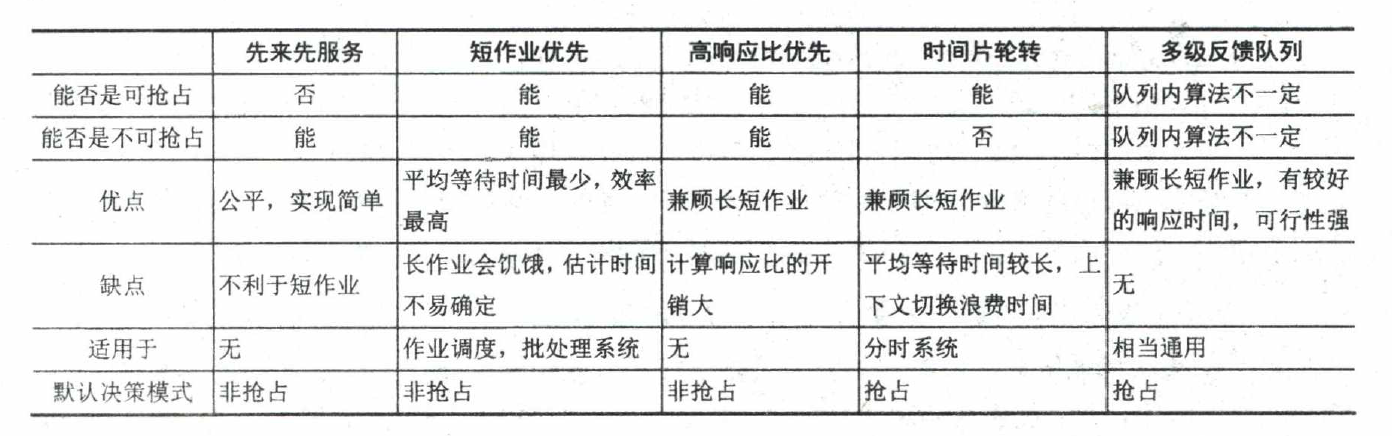 先来先服务 短作业优先 高响应比优先 时间片轮转 多级反馈队列
能否是可抢占 否 能 能 能 队列内算法不一定
能否是不可抢占 能 能 能 否 队列内算法不一定
优点 公平，实现简单 平均等待时间最少，效率 兼顾长短作业 兼顾长短作业 兼顾长短作业，有较好
最高 的响应时间，可行性强
缺点 不利于短作业 长作业会饥饿，估计时间 计算响应比的开 平均等待时间较长，上 无
不易确定 销大 下文切换浪费时间
适用于 无 作业调度，批处理系统 无 分时系统 相当通用
默认决策模式 非抢占 非抢占 非抢占 抢占 抢占